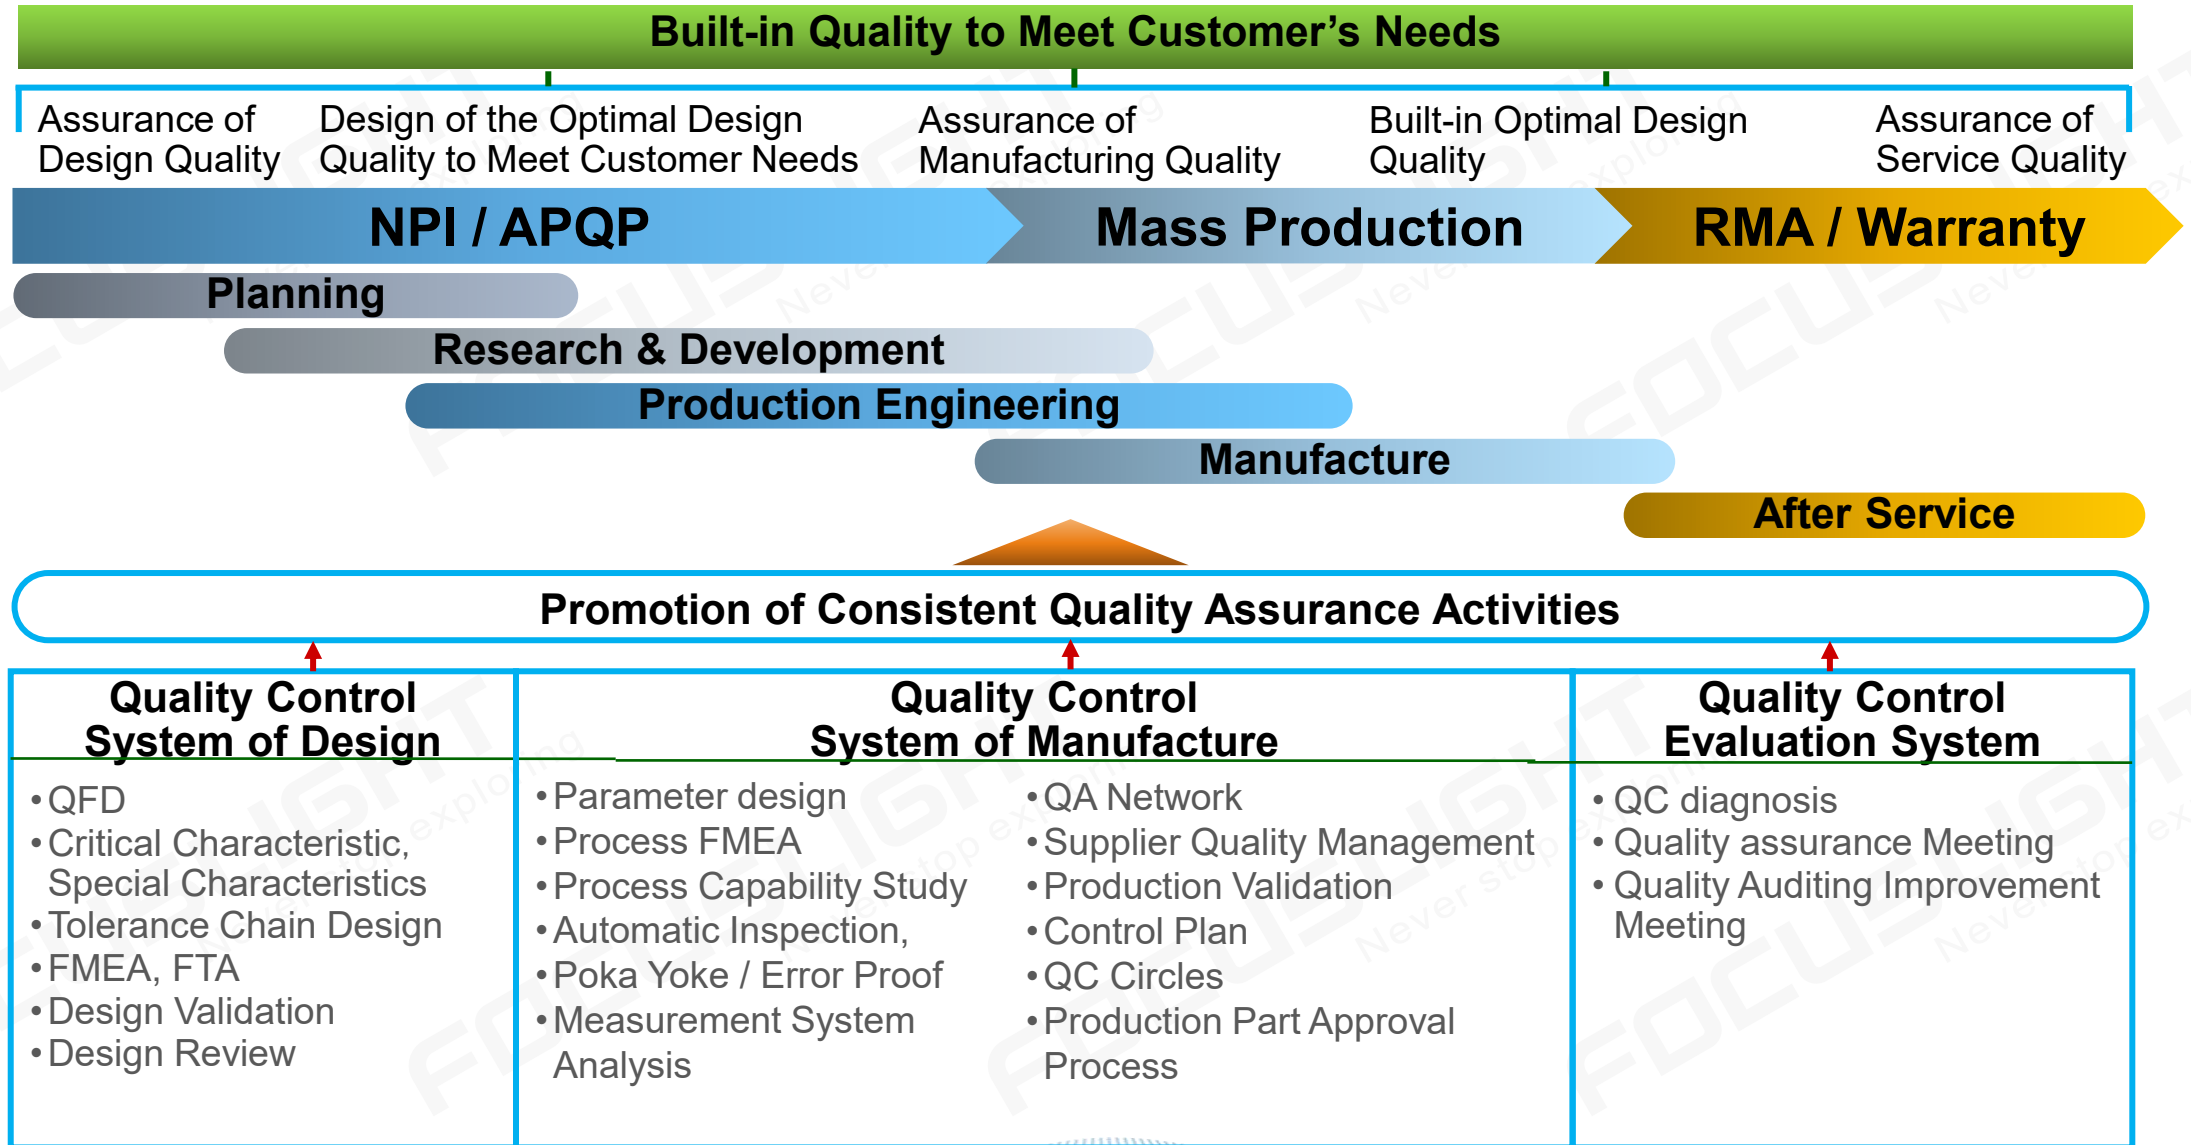 Built-in Quality to Meet Customer’s Needs
Assurance of
Design Quality
Design of the Optimal Design
Quality to Meet Customer Needs
Assurance of
Manufacturing Quality
Built-in Optimal Design
Quality
Assurance of
Service Quality
NPI / APQP
Mass Production
RMA / Warranty
Planning
Research & Development
Production Engineering
Manufacture
After Service
Promotion of Consistent Quality Assurance Activities
Quality Control
System of Design
•QFD
•Critical Characteristic,
Special Characteristics
•Tolerance Chain Design
•FMEA, FTA
•Design Validation
•Design Review
Quality Control
System of Manufacture
•Parameter design
•Process FMEA
•Process Capability Study
•Automatic Inspection,
•Poka Yoke / Error Proof
•Measurement System
Analysis
•QA Network
•Supplier Quality Management
•Production Validation
•Control Plan
•QC Circles
•Production Part Approval
Process
Quality Control
Evaluation System
• QC diagnosis
• Quality assurance Meeting
• Quality Auditing Improvement
Meeting
FOCUSLIGHT
Never stop exploring